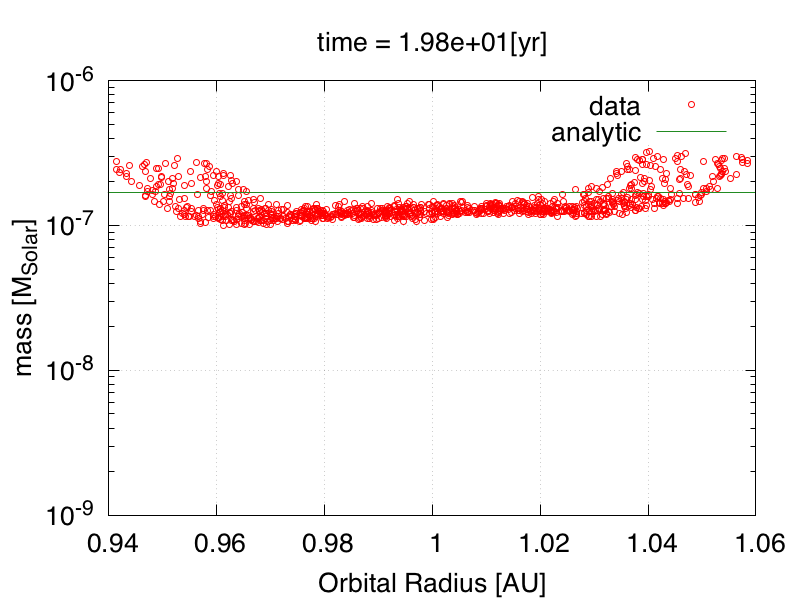 time = 1.98e+01[yr]
10-6
data
analytic
10-7
mass [MSolar]
10-8
10-9
0.94 0.96 0.98 1 1.02 1.04 1.06
Orbital Radius [AU]